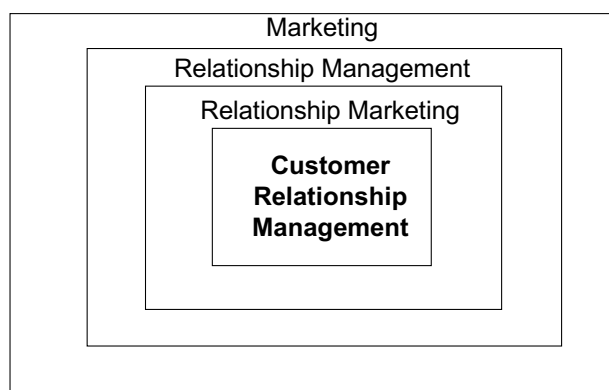 Marketing
Relationship Management
Relationship Marketing
Customer
Relationship
Management